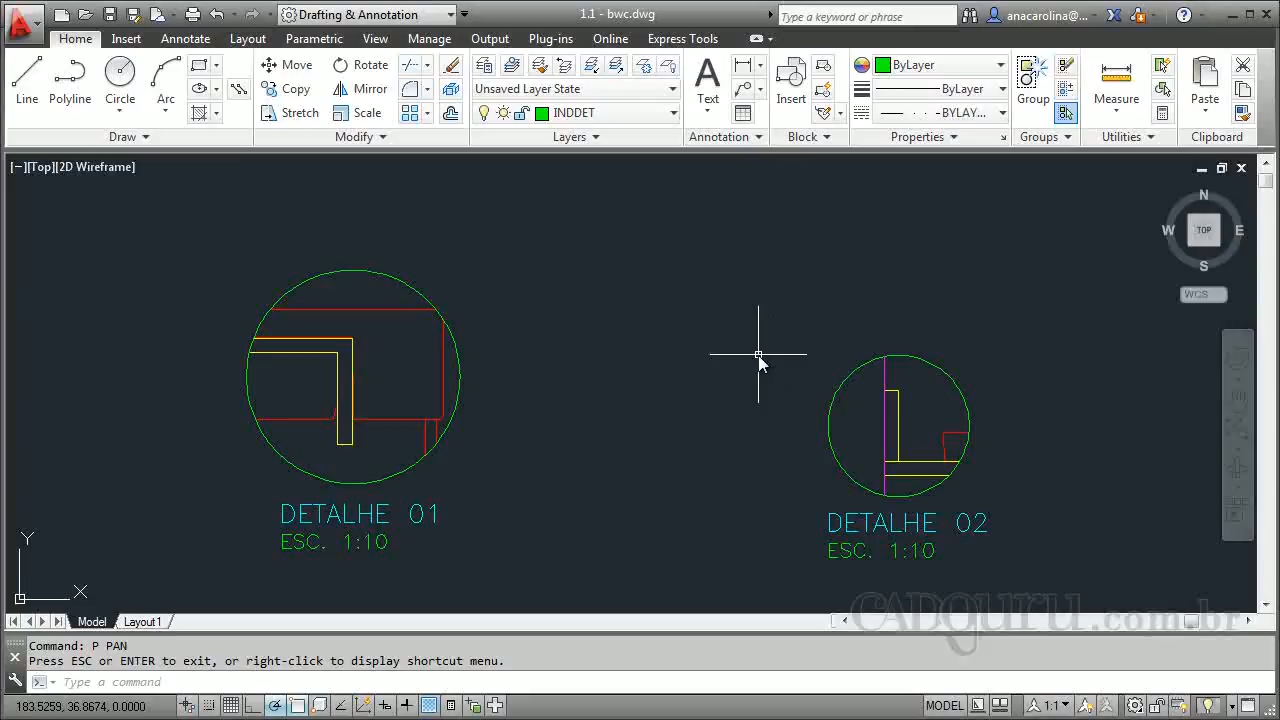 Drafting & Annotation
1.1 - bwc.dwg
Type a keyword or phrase
anacarolina@...
Home
Insert
Annotate
Layout
Parametric
View
Manage
Output
Plug-ins
Online
Express Tools
Line
Polyline
Circle
Arc
Move
Rotate
Copy
Mirror
Stretch
Scale
Unsaved Layer State
INDDET
Text
Insert
ByLayer
ByLayer
BYLAY...
Group
Measure
Paste
Draw
Modify
Layers
Annotation
Block
Properties
Groups
Utilities
Clipboard
[−][Top][2D Wireframe]
N
W
TOP
E
S
WCS
DETALHE 01
ESC. 1:10
DETALHE 02
ESC. 1:10
Y
X
CADguru.com.br
Model
Layout1
Command: P PAN
Press ESC or ENTER to exit, or right-click to display shortcut menu.
Type a command
183.5259, 36.8674, 0.0000
MODEL
1:1